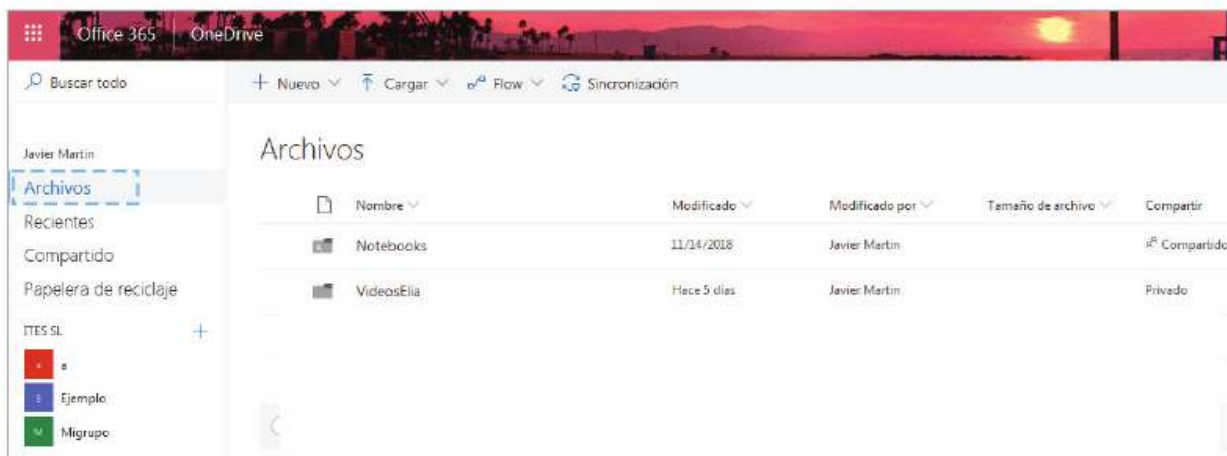 Office 365 OneDrive
Buscar todo
Nuevo Cargar Flow Sincronización
Javier Martin
Archivos
Recientes
Compartido
Papelera de reciclaje
ITES SL
a a
E Ejemplo
M Migrupo
Archivos
Nombre Modificado Modificado por Tamaño de archivo Compartir
Notebooks 11/14/2018 Javier Martin Compartido
VideosElia Hace 5 días Javier Martin Privado